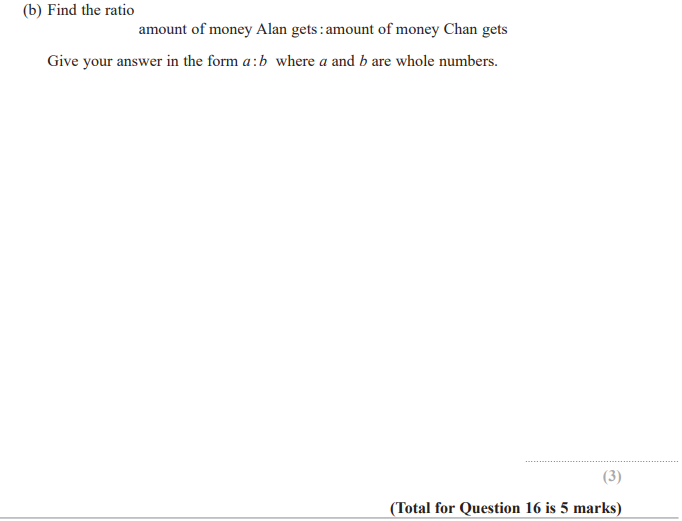 (b) Find the ratio
amount of money Alan gets : amount of money Chan gets
Give your answer in the form a : b where a and b are whole numbers.
(3)
(Total for Question 16 is 5 marks)